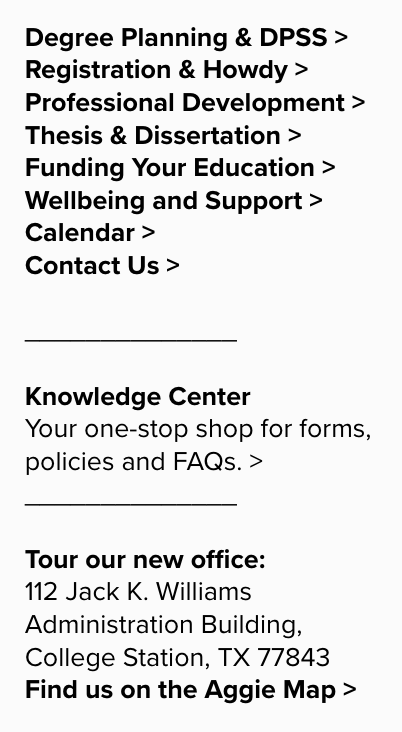 Degree Planning & DPSS >
Registration & Howdy >
Professional Development >
Thesis & Dissertation >
Funding Your Education >
Wellbeing and Support >
Calendar >
Contact Us >
_______________
Knowledge Center
Your one-stop shop for forms,
policies and FAQs. >
_______________
Tour our new office:
112 Jack K. Williams
Administration Building,
College Station, TX 77843
Find us on the Aggie Map >